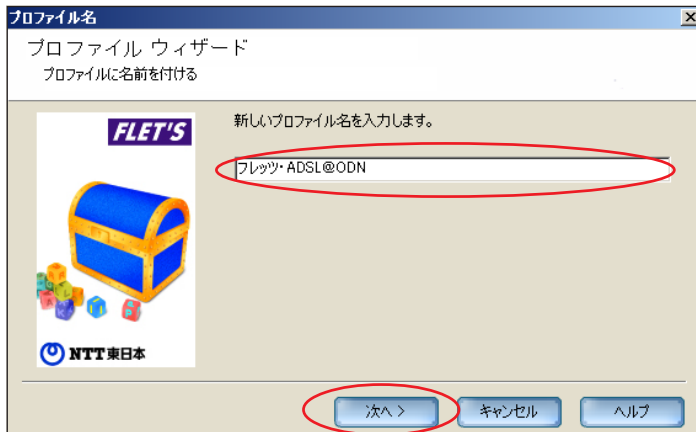 プロファイル名
プロファイル ウィザード
プロファイルに名前を付ける
FLET'S
新しいプロファイル名を入力します。
フレッツ・ADSL@ODN
NTT東日本
次へ >
キャンセル
ヘルプ